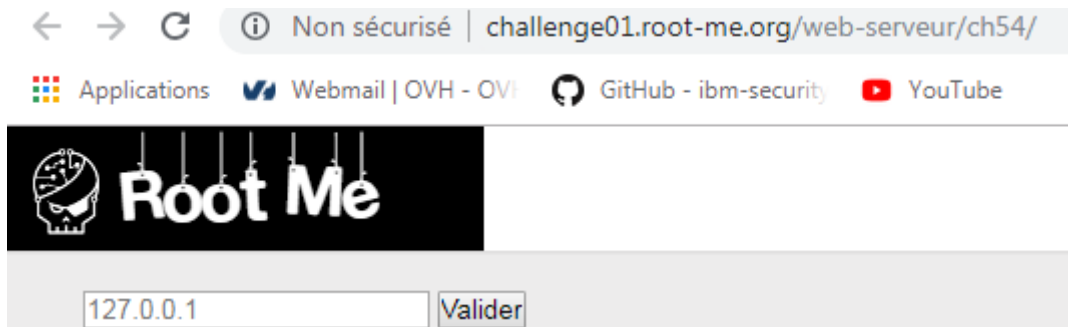 Non sécurisé | challenge01.root-me.org/web-serveur/ch54/
Applications Webmail | OVH - OVH GitHub - ibm-security YouTube
Root Me
127.0.0.1 Valider